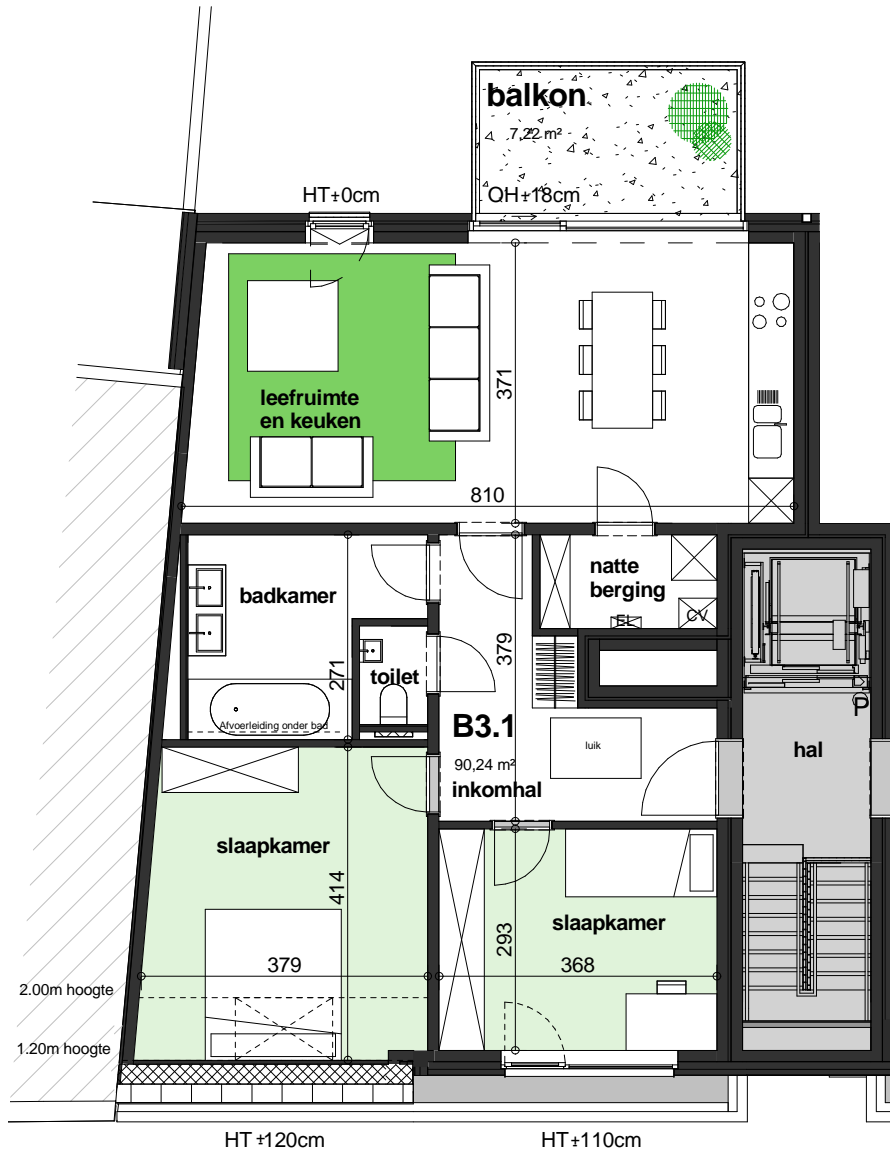 balkon
7,22 m²
HT±0cm
OH±18cm
371
leefruimte
en keuken
810
natte
berging
badkamer
EL
CV
379
271
toilet
P
B3.1
luik
hal
90,24 m²
inkomhal
Afvoerleiding onder bad
slaapkamer
414
slaapkamer
293
379
368
2.00m hoogte
1.20m hoogte
HT±120cm
HT±110cm